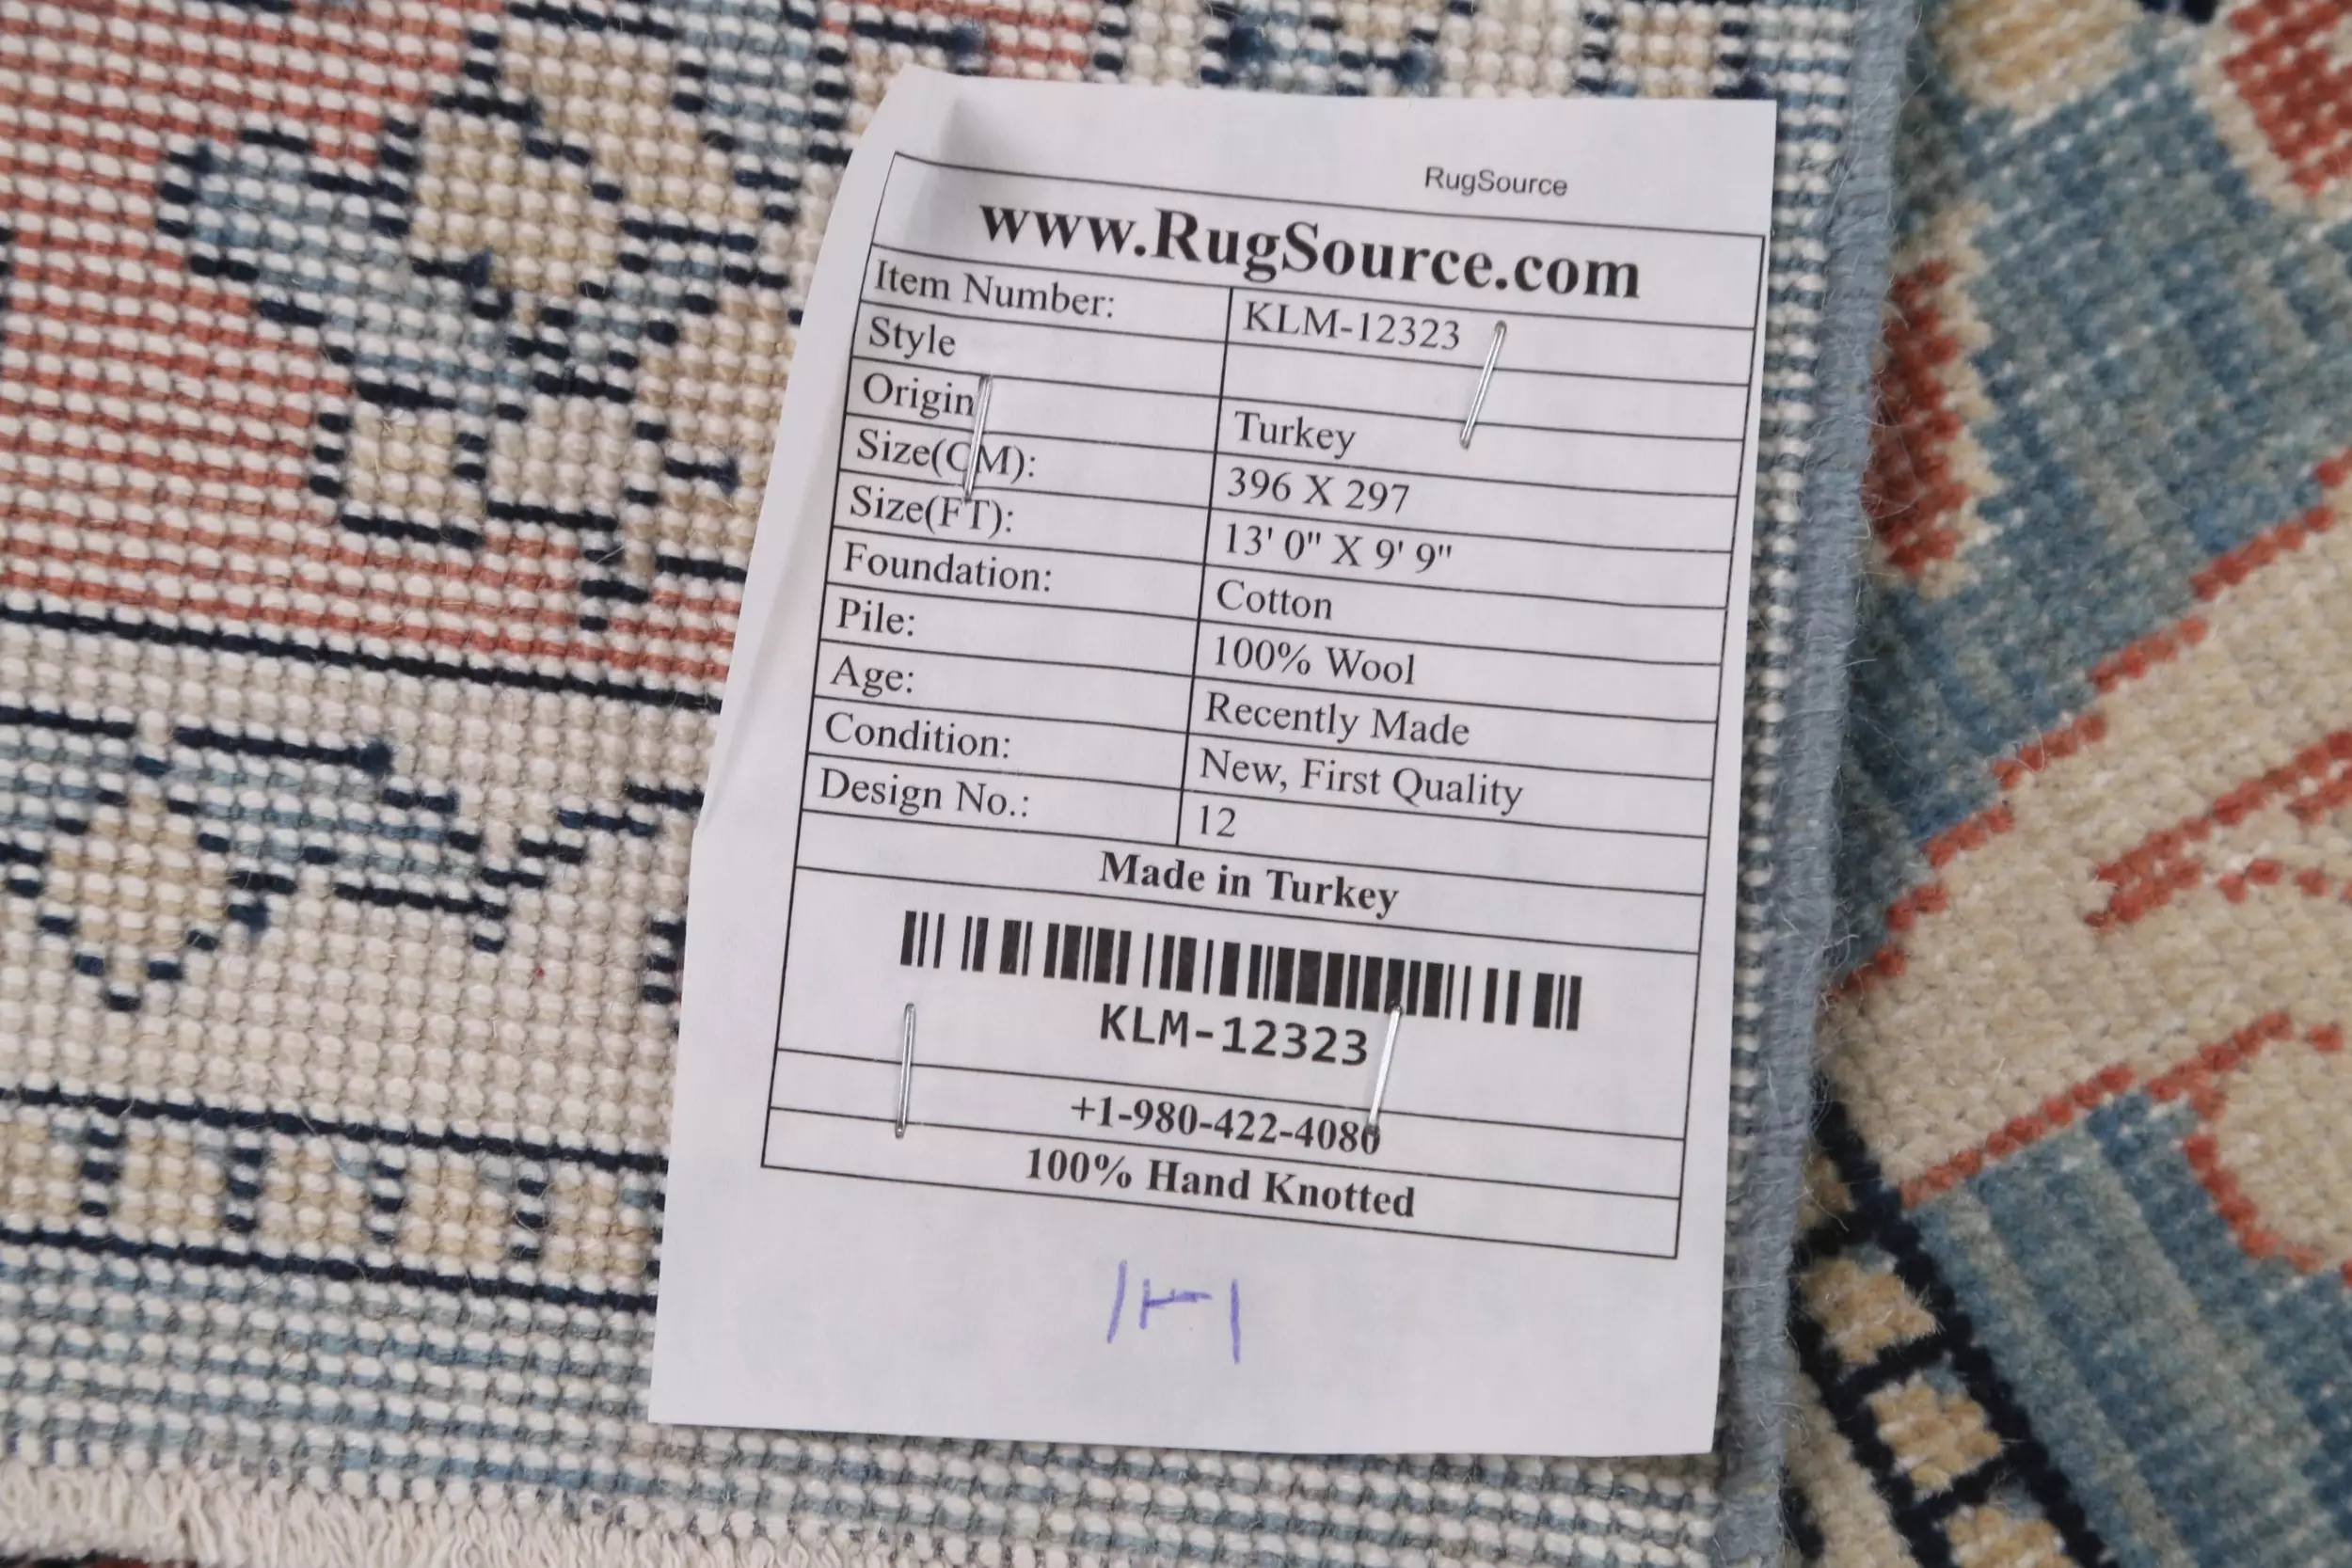 RugSource
www.RugSource.com
Item Number: KLM-12323
Style
Origin Turkey
Size(CM): 396 X 297
Size(FT): 13' 0" X 9' 9"
Foundation: Cotton
Pile: 100% Wool
Age: Recently Made
Condition: New, First Quality
Design No.: 12
Made in Turkey
KLM-12323
+1-980-422-4080
100% Hand Knotted